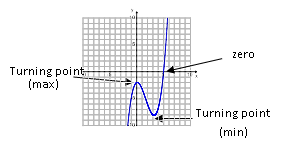 y
zero
Turning point
(max)
Turning point
(min)